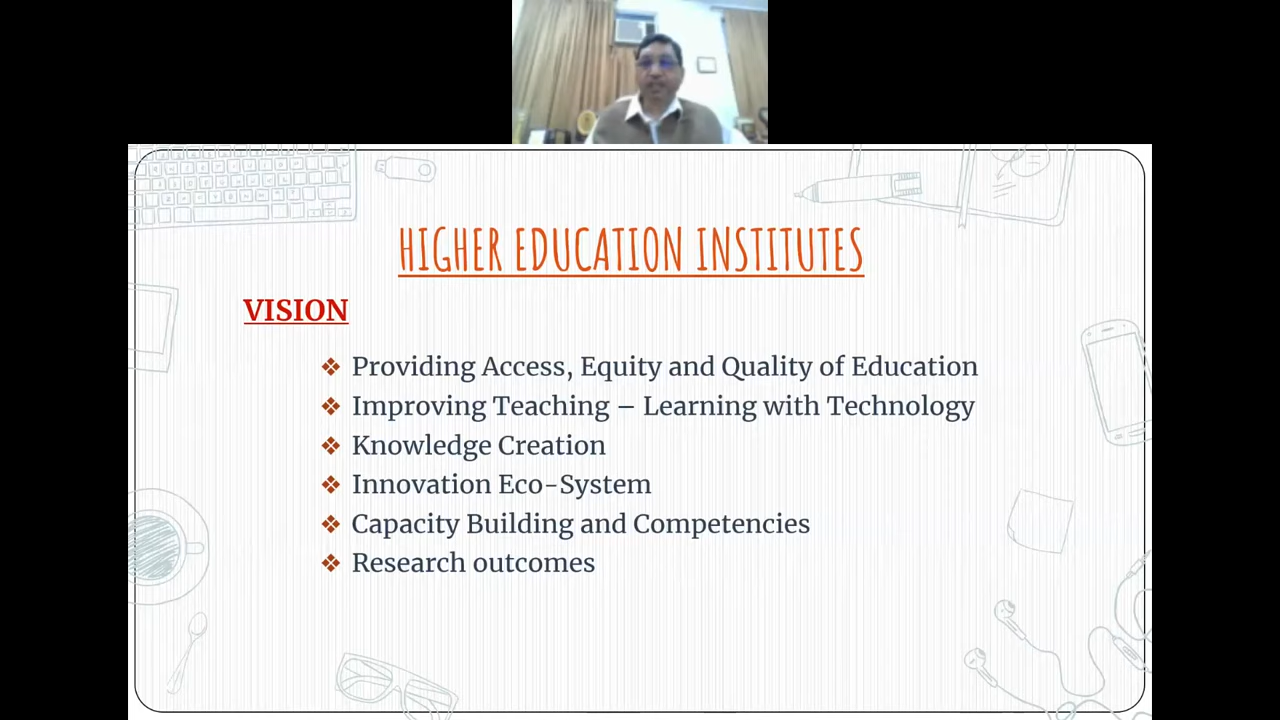 HIGHER EDUCATION INSTITUTES
VISION
❖ Providing Access, Equity and Quality of Education
❖ Improving Teaching – Learning with Technology
❖ Knowledge Creation
❖ Innovation Eco-System
❖ Capacity Building and Competencies
❖ Research outcomes